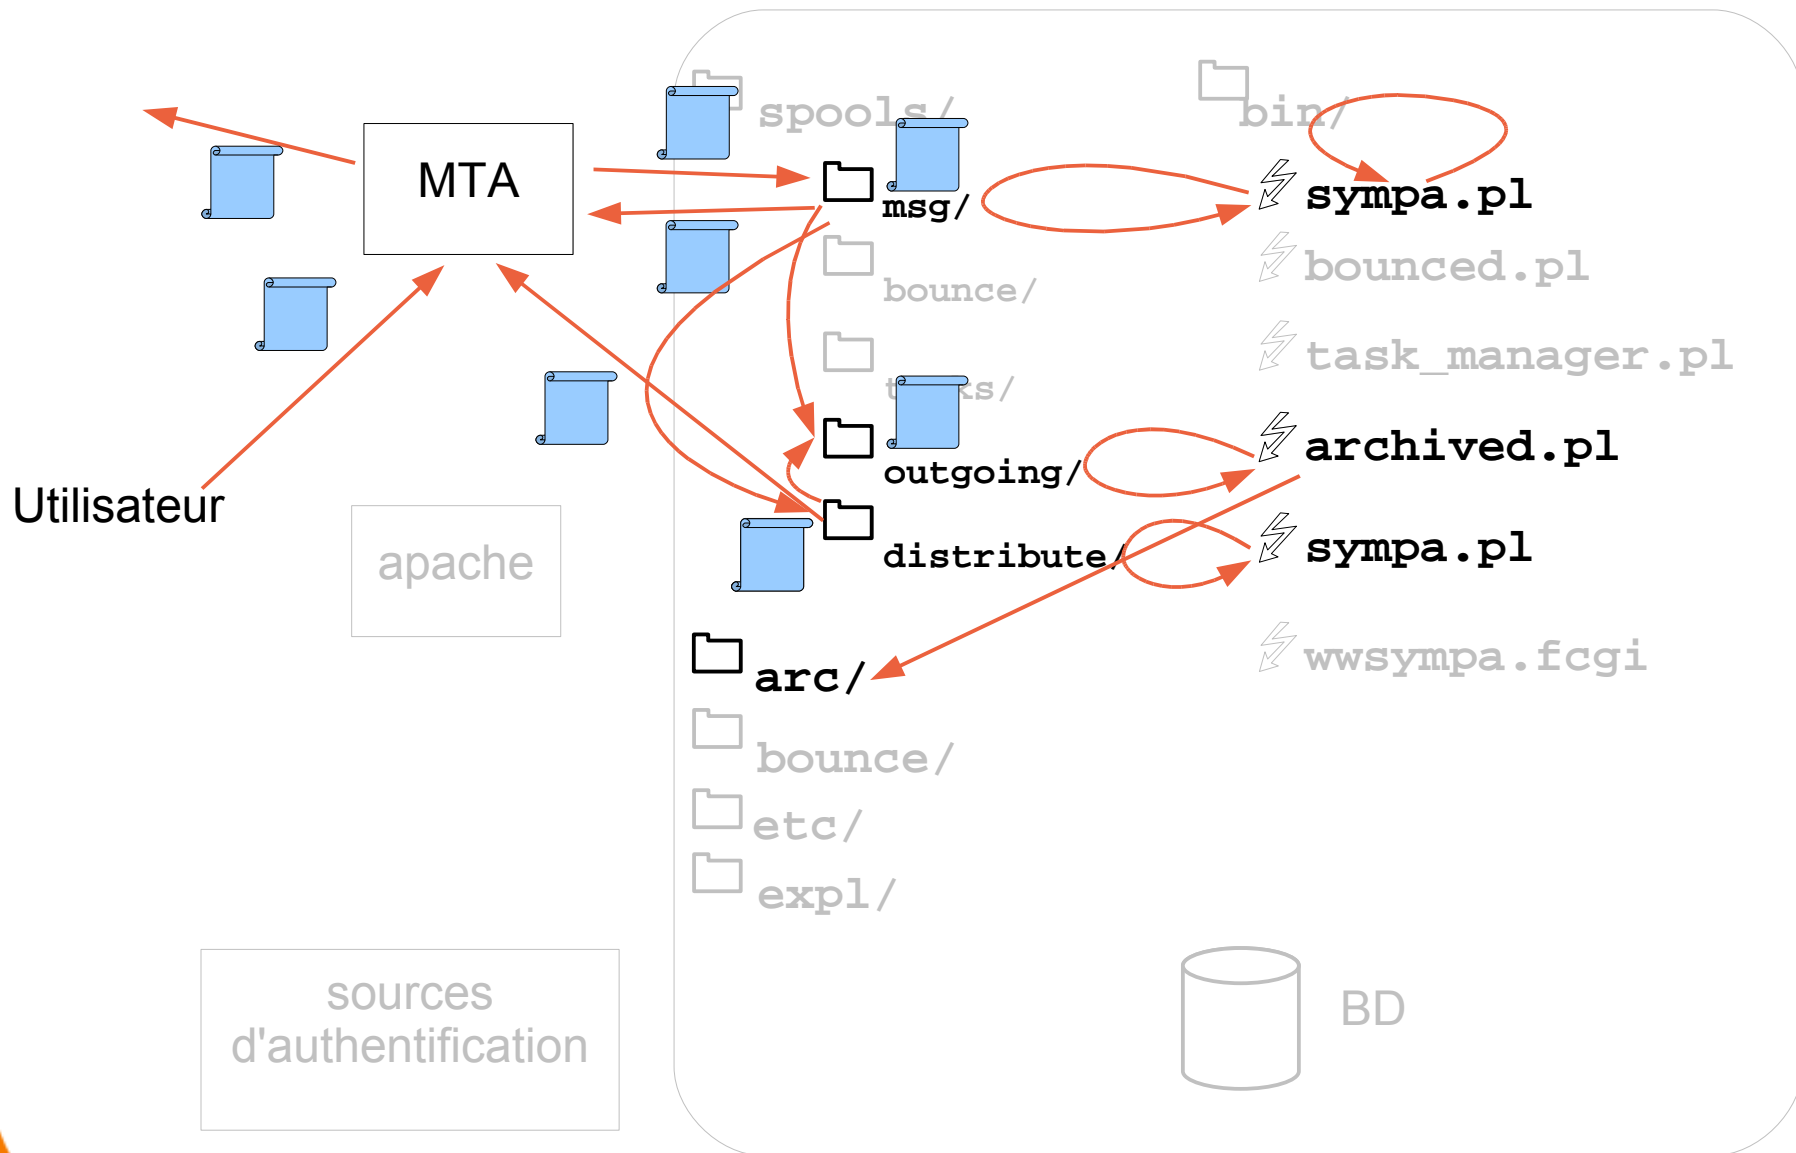 spools/
bin/
MTA
msg/
sympa.pl
bounce/
bounced.pl
task_manager.pl
outgoing/
archived.pl
Utilisateur
apache
distribute/
sympa.pl
arc/
wwsympa.fcgi
bounce/
etc/
expl/
sources
d'authentification
BD